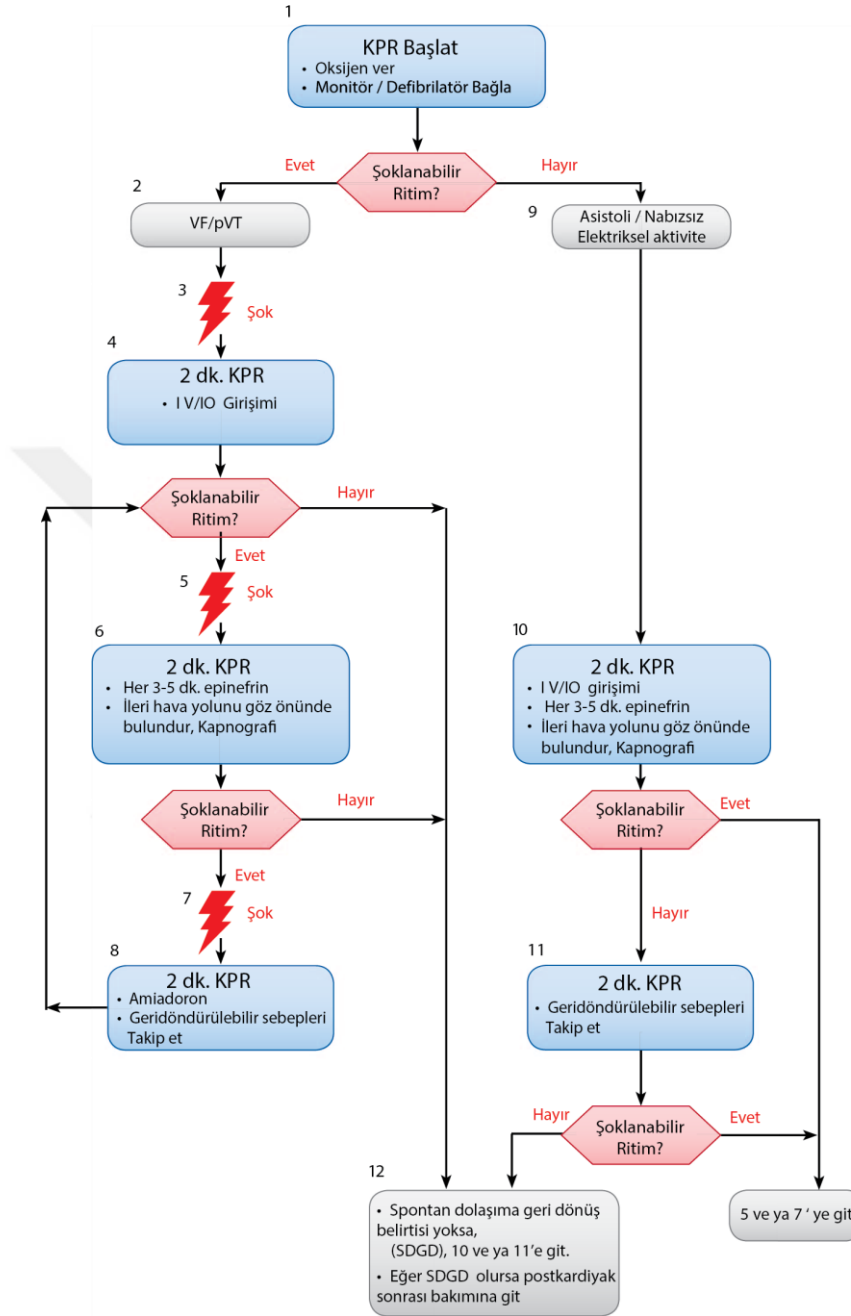 1
KPR Başlat
• Oksijen ver
• Monitör / Defibrilatör Bağla
Şoklanabilir
Ritim?
Evet
Hayır
2
VF/pVT
3
Şok
4
2 dk. KPR
• I V/IO Girişimi
Şoklanabilir
Ritim?
Hayır
Evet
5
Şok
6
2 dk. KPR
• Her 3-5 dk. epinefrin
• İleri hava yolunu göz önünde
bulundur, Kapnografi
Şoklanabilir
Ritim?
Hayır
Evet
7
Şok
8
2 dk. KPR
• Amiadoron
• Geridöndürülebilir sebepleri
Takip et
9
Asistoli / Nabızsız
Elektriksel aktivite
10
2 dk. KPR
• I V/IO girişimi
• Her 3-5 dk. epinefrin
• İleri hava yolunu göz önünde
bulundur, Kapnografi
Şoklanabilir
Ritim?
Evet
Hayır
11
2 dk. KPR
• Geridöndürülebilir sebepleri
Takip et
Şoklanabilir
Ritim?
Hayır
Evet
12
• Spontan dolaşıma geri dönüş
belirtisi yoksa,
(SDGD), 10 ve ya 11'e git.
• Eğer SDGD olursa postkardiyak
sonrası bakımına git
5 ve ya 7 ' ye git